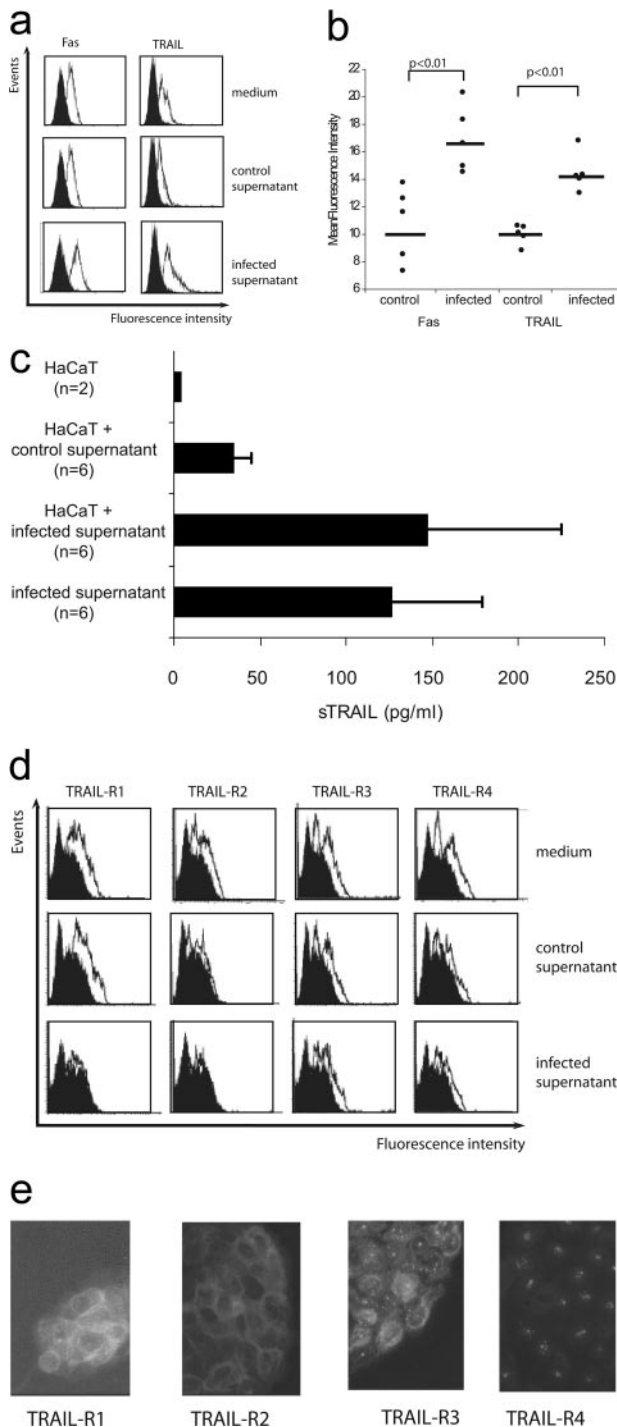 a
Fas TRAIL
Events
medium
control
supernatant
infected
supernatant
Fluorescence intensity
b
p<0.01
p<0.01
MeanFluorescence Intensity
22
20
18
16
14
12
10
8
6
control infected control infected
Fas TRAIL
c
HaCaT
(n=2)
HaCaT +
control supernatant
(n=6)
HaCaT +
infected supernatant
(n=6)
infected supernatant
(n=6)
0 50 100 150 200 250
sTRAIL (pg/ml)
d
TRAIL-R1 TRAIL-R2 TRAIL-R3 TRAIL-R4
Events
medium
control
supernatant
infected
supernatant
Fluorescence intensity
e
TRAIL-R1 TRAIL-R2 TRAIL-R3 TRAIL-R4